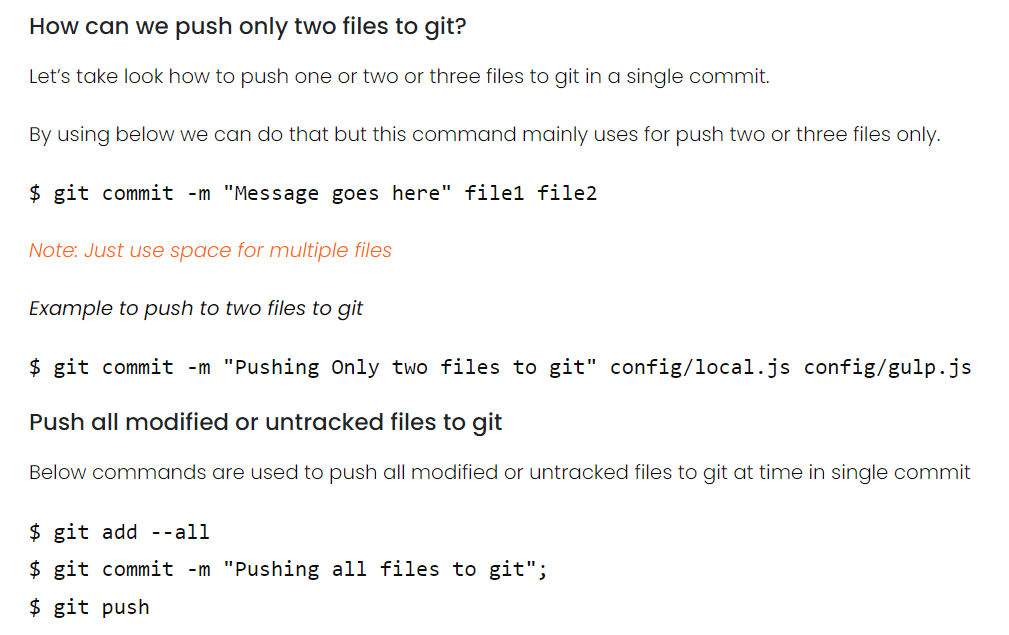 How can we push only two files to git?
Let’s take look how to push one or two or three files to git in a single commit.
By using below we can do that but this command mainly uses for push two or three files only.
$ git commit -m "Message goes here" file1 file2
Note: Just use space for multiple files
Example to push to two files to git
$ git commit -m "Pushing Only two files to git" config/local.js config/gulp.js
Push all modified or untracked files to git
Below commands are used to push all modified or untracked files to git at time in single commit
$ git add --all
$ git commit -m "Pushing all files to git";
$ git push